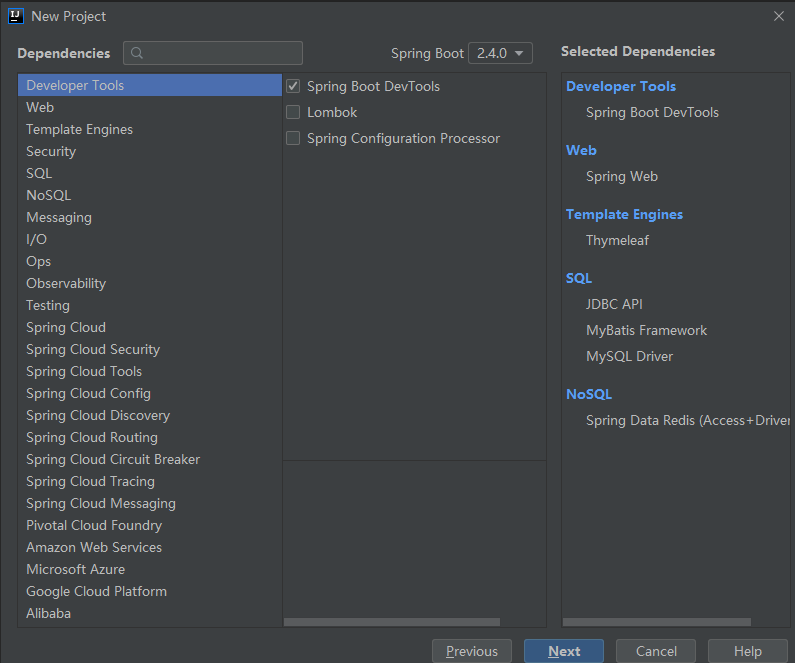 New Project
Dependencies
Spring Boot 2.4.0
Selected Dependencies
Developer Tools
Web
Template Engines
Security
SQL
NoSQL
Messaging
I/O
Ops
Observability
Testing
Spring Cloud
Spring Cloud Security
Spring Cloud Tools
Spring Cloud Config
Spring Cloud Discovery
Spring Cloud Routing
Spring Cloud Circuit Breaker
Spring Cloud Tracing
Spring Cloud Messaging
Pivotal Cloud Foundry
Amazon Web Services
Microsoft Azure
Google Cloud Platform
Alibaba
Spring Boot DevTools
Lombok
Spring Configuration Processor
Developer Tools
Spring Boot DevTools
Web
Spring Web
Template Engines
Thymeleaf
SQL
JDBC API
MyBatis Framework
MySQL Driver
NoSQL
Spring Data Redis (Access+Driver
Previous
Next
Cancel
Help